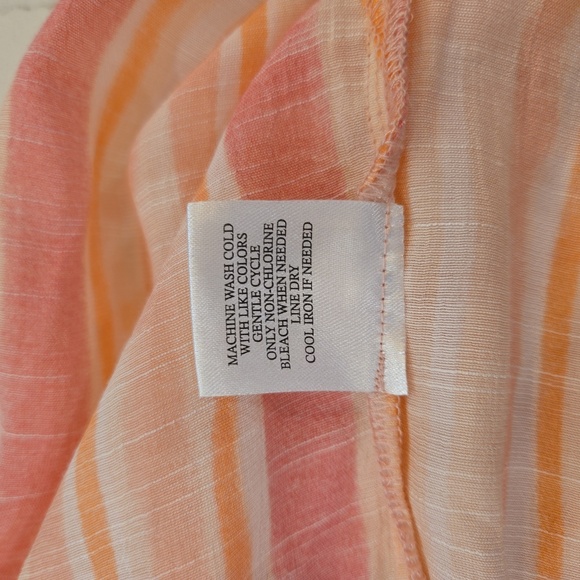 MACHINE WASH COLD
WITH LIKE COLORS
GENTLE CYCLE
ONLY NON-CHLORINE
BLEACH WHEN NEEDED
LINE DRY
COOL IRON IF NEEDED